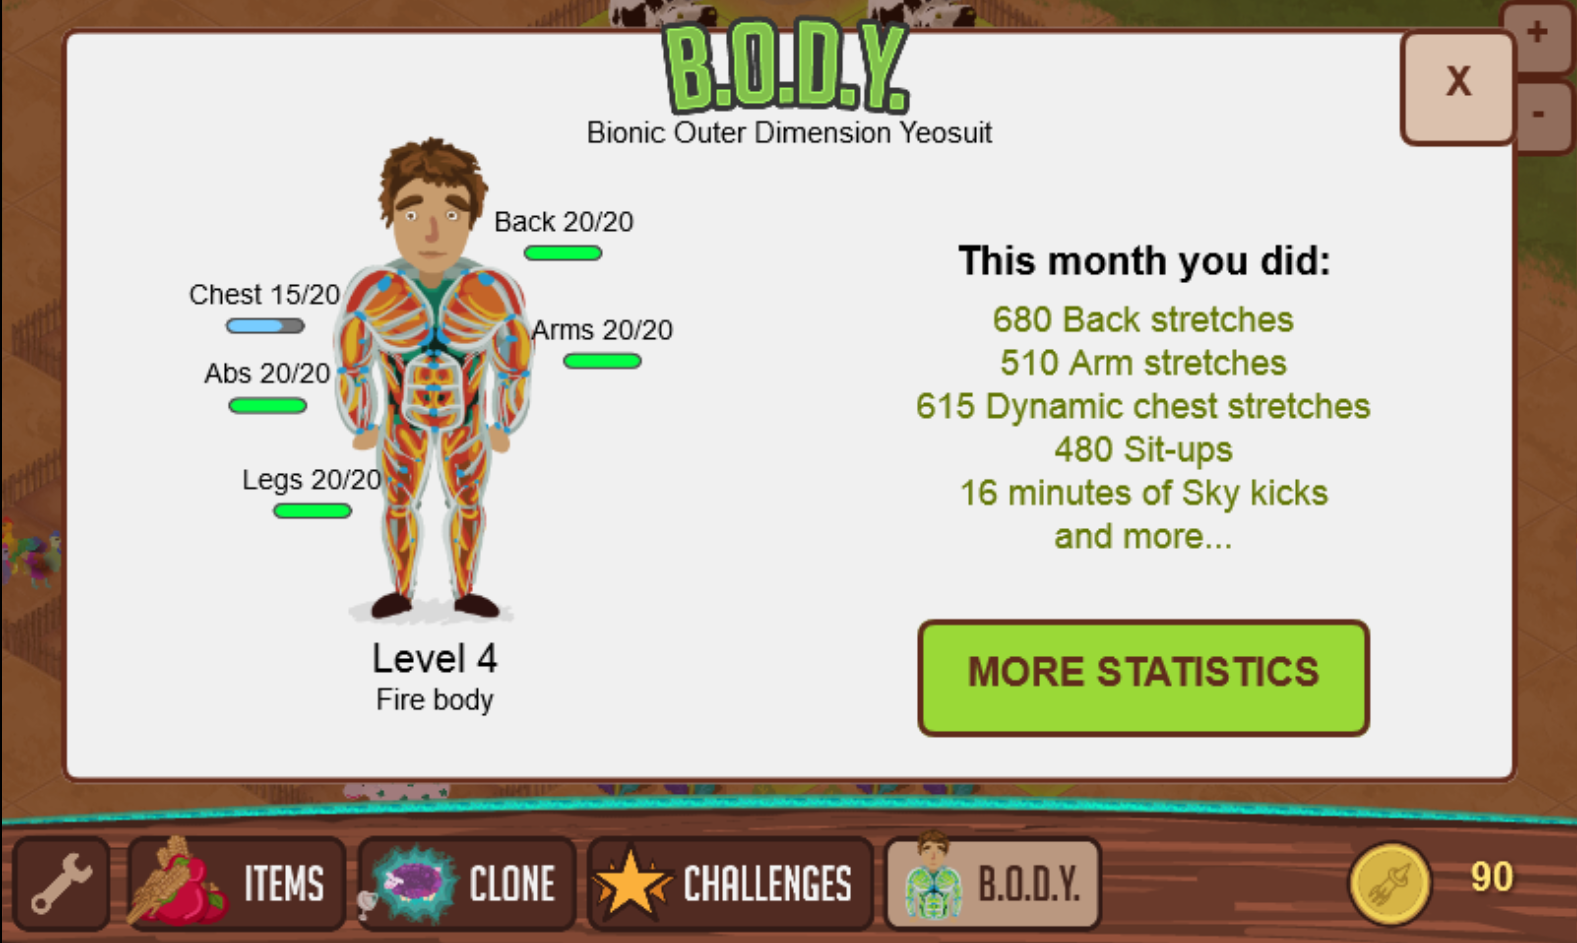 B.O.D.Y.
Bionic Outer Dimension Yeosuit
X
+
-
Back 20/20
Chest 15/20
Arms 20/20
Abs 20/20
Legs 20/20
Level 4
Fire body
This month you did:
680 Back stretches
510 Arm stretches
615 Dynamic chest stretches
480 Sit-ups
16 minutes of Sky kicks
and more...
MORE STATISTICS
ITEMS
CLONE
CHALLENGES
B.O.D.Y.
90